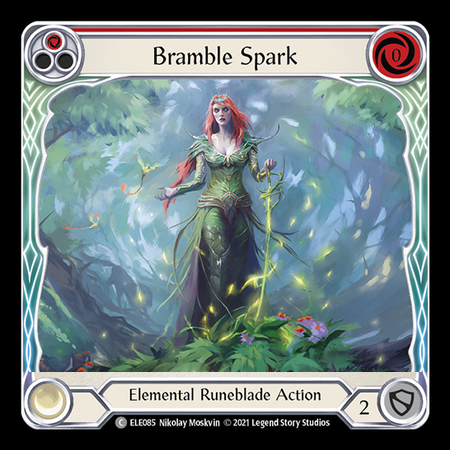 Bramble Spark
0
Elemental Runeblade Action
2
C ELE085 Nikolay Moskvin © 2021 Legend Story Studios